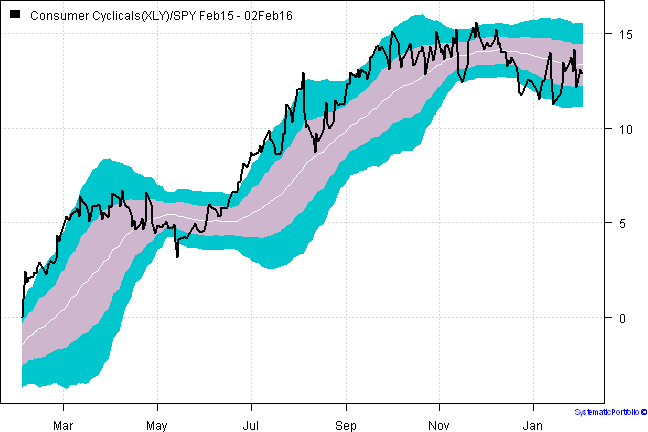 Consumer Cyclicals(XLY)/SPY Feb15 - 02Feb16
15
10
5
0
Mar May Jul Sep Nov Jan
SystematicPortfolio ©